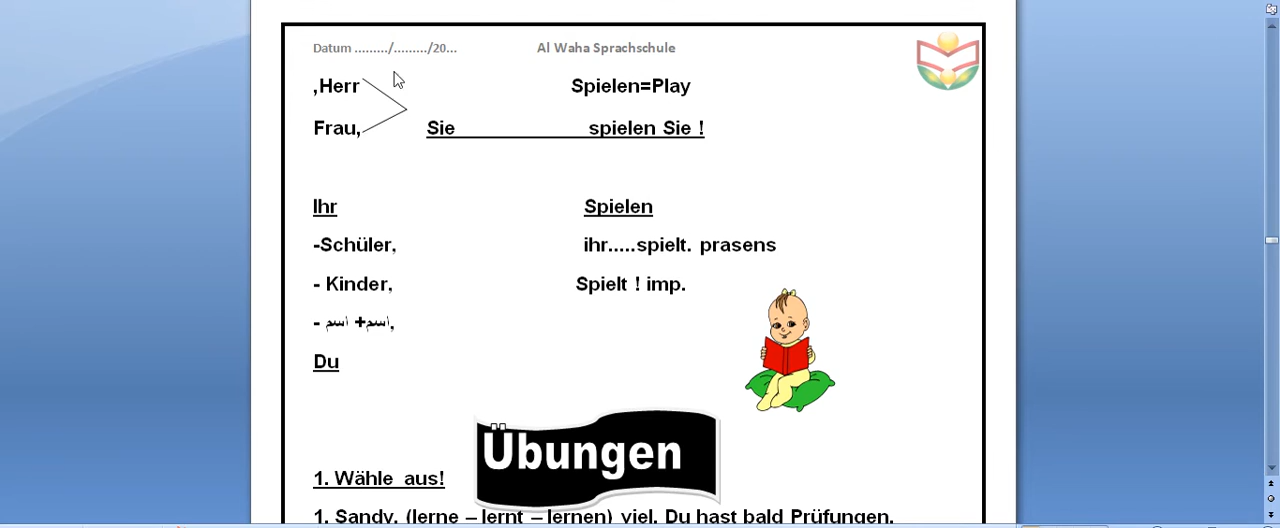 Datum ........./........./20... Al Waha Sprachschule
,Herr Spielen=Play
Frau, Sie spielen Sie !
Ihr Spielen
-Schüler, ihr.....spielt. prasens
- Kinder, Spielt ! imp.
- اسم+ اسم,
Du
Übungen
1. Wähle aus!
1. Sandy, (lerne – lernt – lernen) viel. Du hast bald Prüfungen.